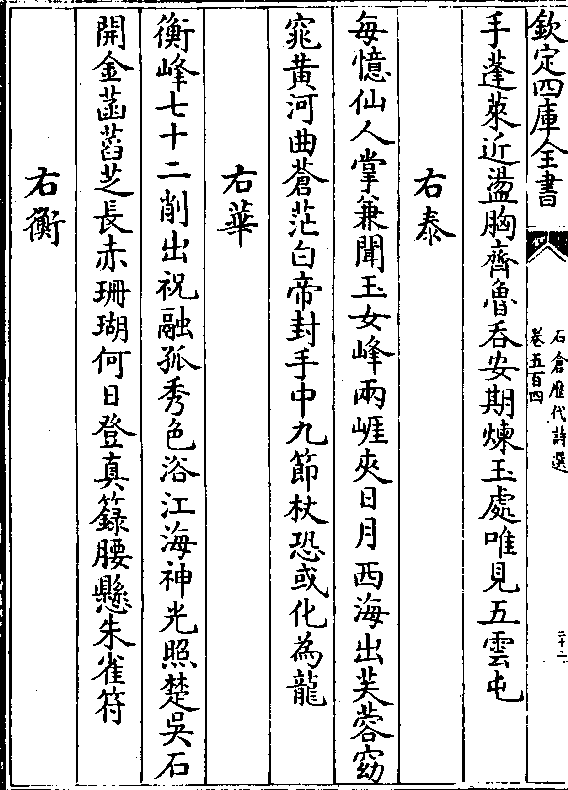 欽定四庫全書
石倉歷代詩選
卷五百四
二十二
手蓬萊近盪胸齊魯吞安期煉玉處唯見五雲屯
右泰
每憶仙人掌兼聞玉女峰兩崕夾日月西海出芙蓉窈
窕黄河曲蒼茫白帝封手中九節杖恐或化為龍
右華
衡峰七十二削出祝融孤秀色浴江海神光照楚吳石
開金菡萏芝長赤珊瑚何日登真籙腰懸朱雀符
右衡